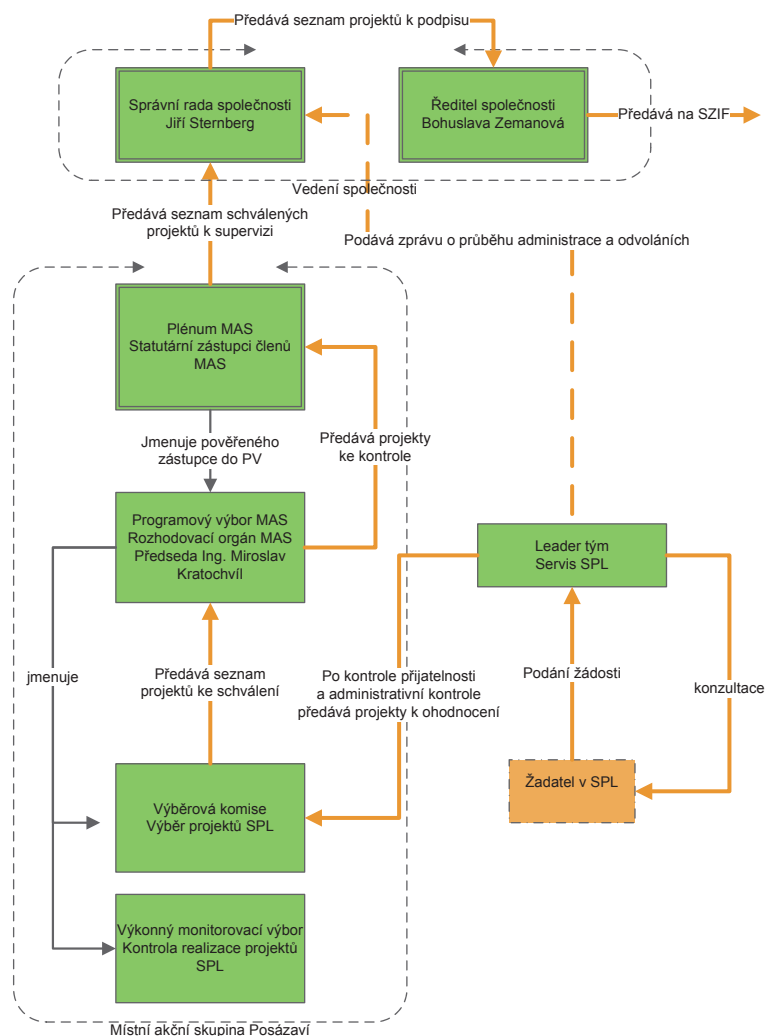 Předává seznam projektů k podpisu
Správní rada společnosti
Jiří Sternberg
Ředitel společnosti
Bohuslava Zemanová
Předává na SZIF
Vedení společnosti
Předává seznam schválených
projektů k supervizi
Podává zprávu o průběhu administrace a odvoláních
Plénum MAS
Statutární zástupci členů
MAS
Jmenuje pověřeného
zástupce do PV
Předává projekty
ke kontrole
Programový výbor MAS
Rozhodovací orgán MAS
Předseda Ing. Miroslav
Kratochvíl
Leader tým
Servis SPL
jmenuje
Předává seznam
projektů ke schválení
Po kontrole přijatelnosti
a administrativní kontrole
předává projekty k ohodnocení
Podání žádosti
konzultace
Žadatel v SPL
Výběrová komise
Výběr projektů SPL
Výkonný monitorovací výbor
Kontrola realizace projektů
SPL
Místní akční skupina Posázaví